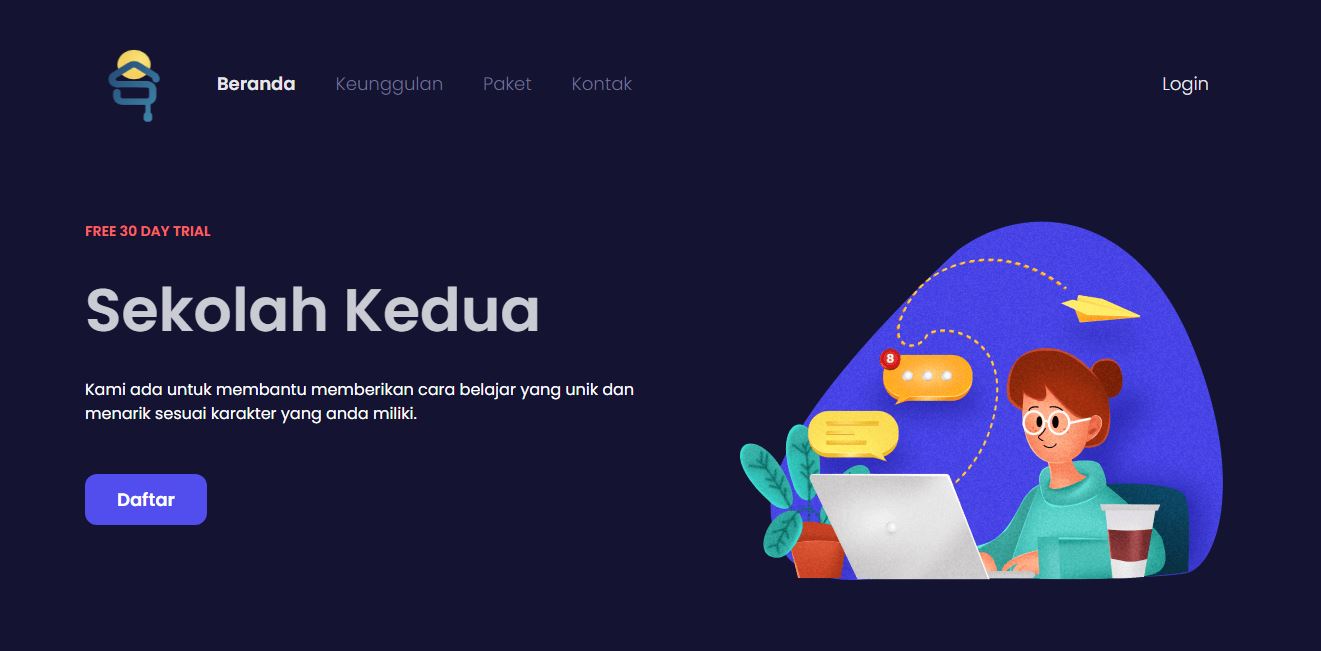 Beranda Keunggulan Paket Kontak Login
FREE 30 DAY TRIAL
Sekolah Kedua
Kami ada untuk membantu memberikan cara belajar yang unik dan
menarik sesuai karakter yang anda miliki.
Daftar
8